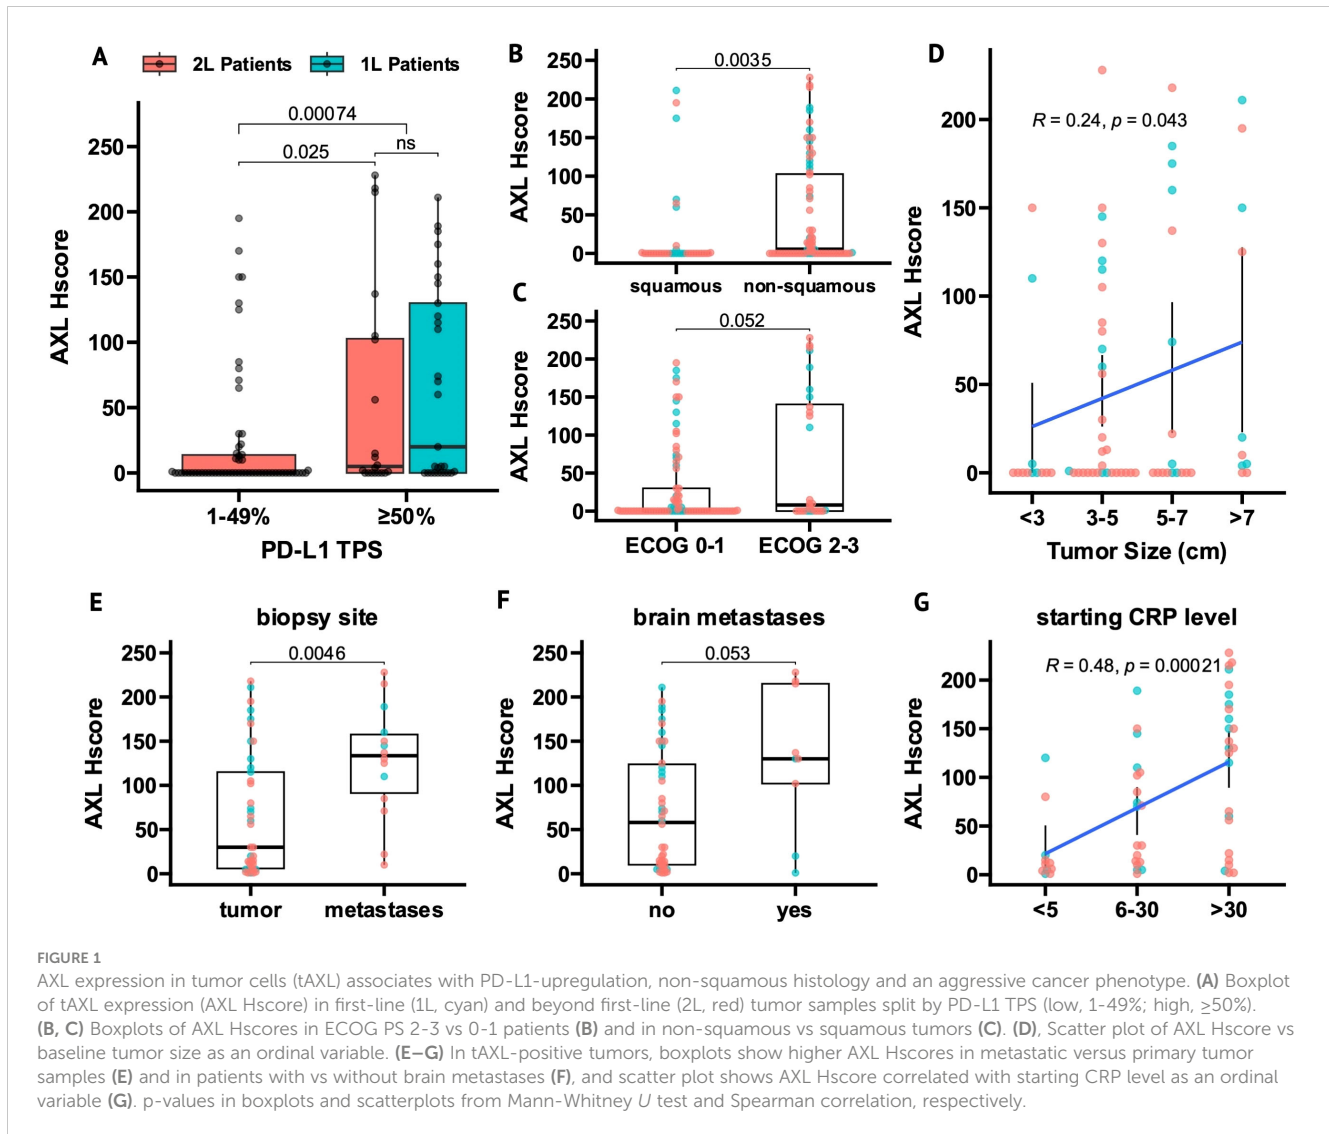 A
2L Patients
1L Patients
0.00074
0.025
ns
AXL Hscore
250
200
150
100
50
0
1-49%
≥50%
PD-L1 TPS
B
0.0035
AXL Hscore
250
200
150
100
50
0
squamous
non-squamous
C
0.052
AXL Hscore
250
200
150
100
50
0
ECOG 0-1
ECOG 2-3
D
R = 0.24, p = 0.043
AXL Hscore
200
150
100
50
0
<3
3-5
5-7
>7
Tumor Size (cm)
E
biopsy site
0.0046
AXL Hscore
250
200
150
100
50
0
tumor
metastases
F
brain metastases
0.053
AXL Hscore
250
200
150
100
50
0
no
yes
G
starting CRP level
R = 0.48, p = 0.00021
AXL Hscore
200
150
100
50
0
<5
6-30
>30
FIGURE 1
AXL expression in tumor cells (tAXL) associates with PD-L1-upregulation, non-squamous histology and an aggressive cancer phenotype. (A) Boxplot
of tAXL expression (AXL Hscore) in first-line (1L, cyan) and beyond first-line (2L, red) tumor samples split by PD-L1 TPS (low, 1-49%; high, ≥50%).
(B, C) Boxplots of AXL Hscores in ECOG PS 2-3 vs 0-1 patients (B) and in non-squamous vs squamous tumors (C). (D), Scatter plot of AXL Hscore vs
baseline tumor size as an ordinal variable. (E–G) In tAXL-positive tumors, boxplots show higher AXL Hscores in metastatic versus primary tumor
samples (E) and in patients with vs without brain metastases (F), and scatter plot shows AXL Hscore correlated with starting CRP level as an ordinal
variable (G). p-values in boxplots and scatterplots from Mann-Whitney U test and Spearman correlation, respectively.